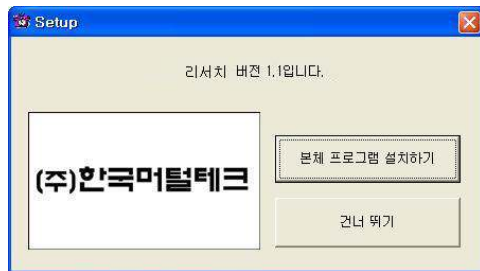 Setup
리서치 버전 1.1입니다.
(주)한국머털테크
본체 프로그램 설치하기
건너 뛰기